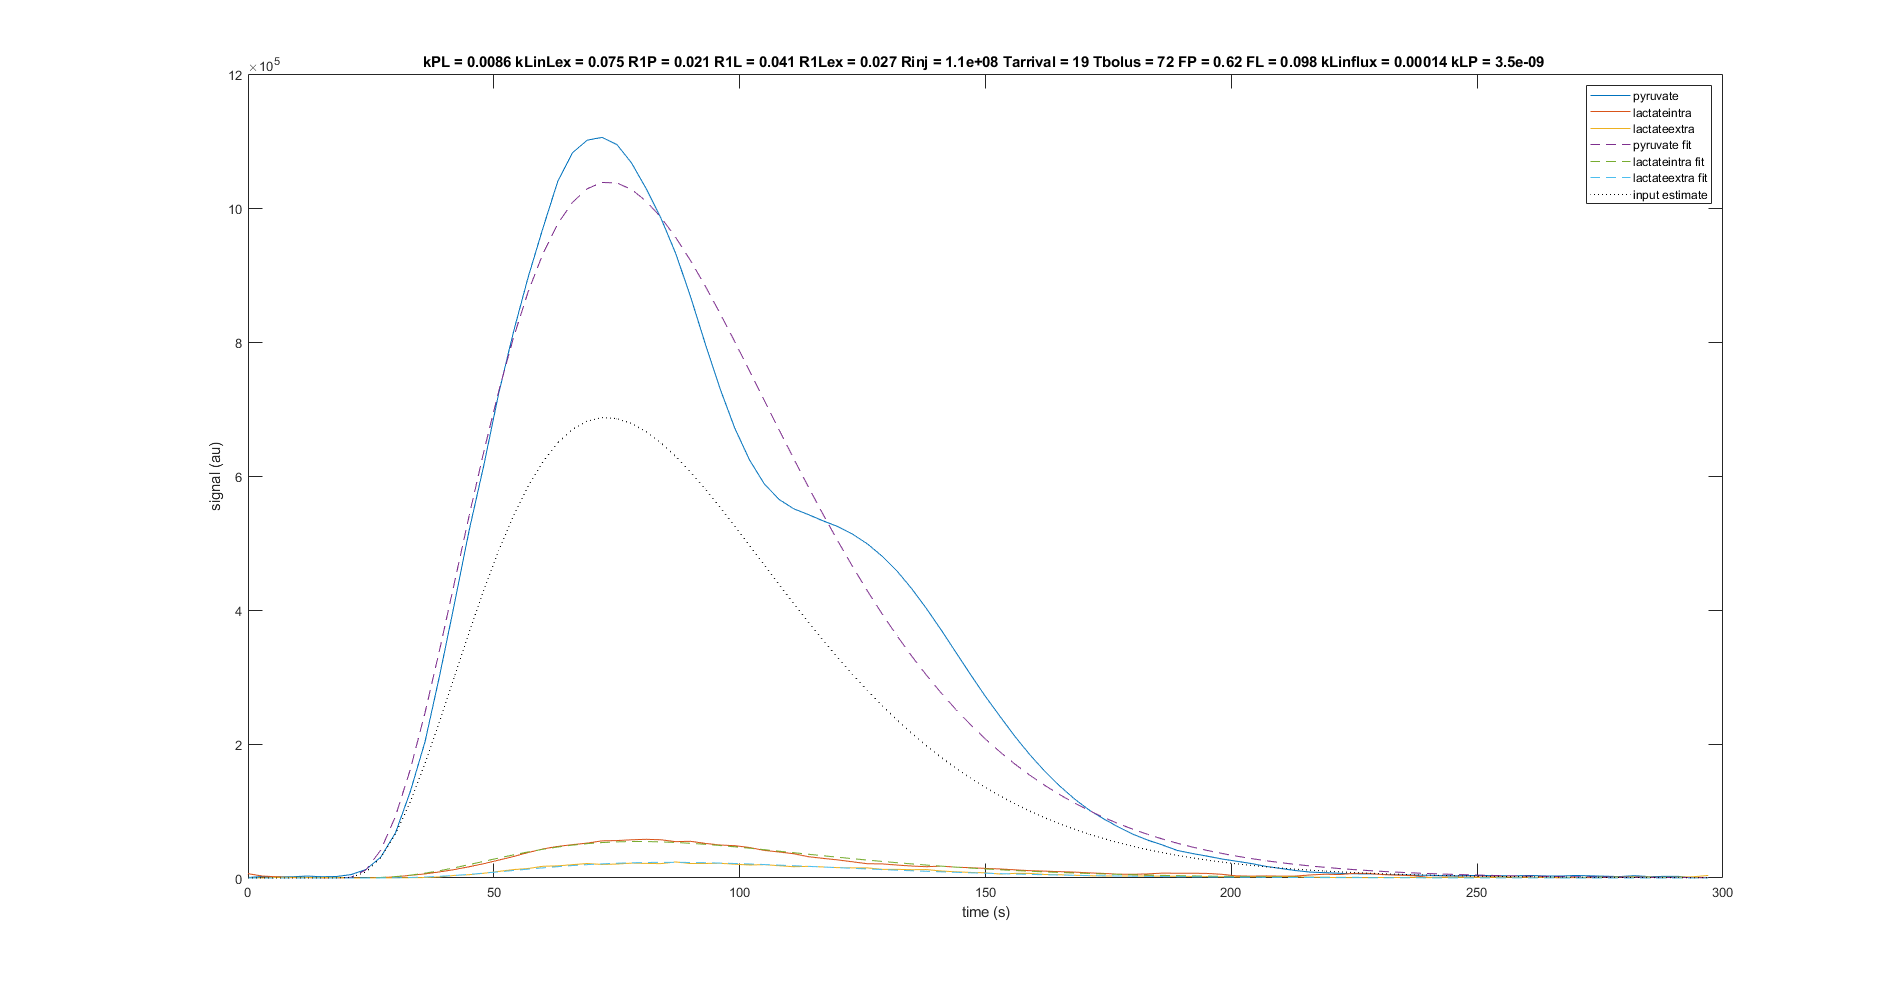 kPL = 0.0086 kLinLex = 0.075 R1P = 0.021 R1L = 0.041 R1Lex = 0.027 Rinj = 1.1e+08 Tarrival = 19 Tbolus = 72 FP = 0.62 FL = 0.098 kLinflux = 0.00014 kLP = 3.5e-09
×10⁵
12
10
8
6
4
2
0
signal (au)
pyruvate
lactateintra
lactateextra
pyruvate fit
lactateintra fit
lactateextra fit
input estimate
0 50 100 150 200 250 300
time (s)